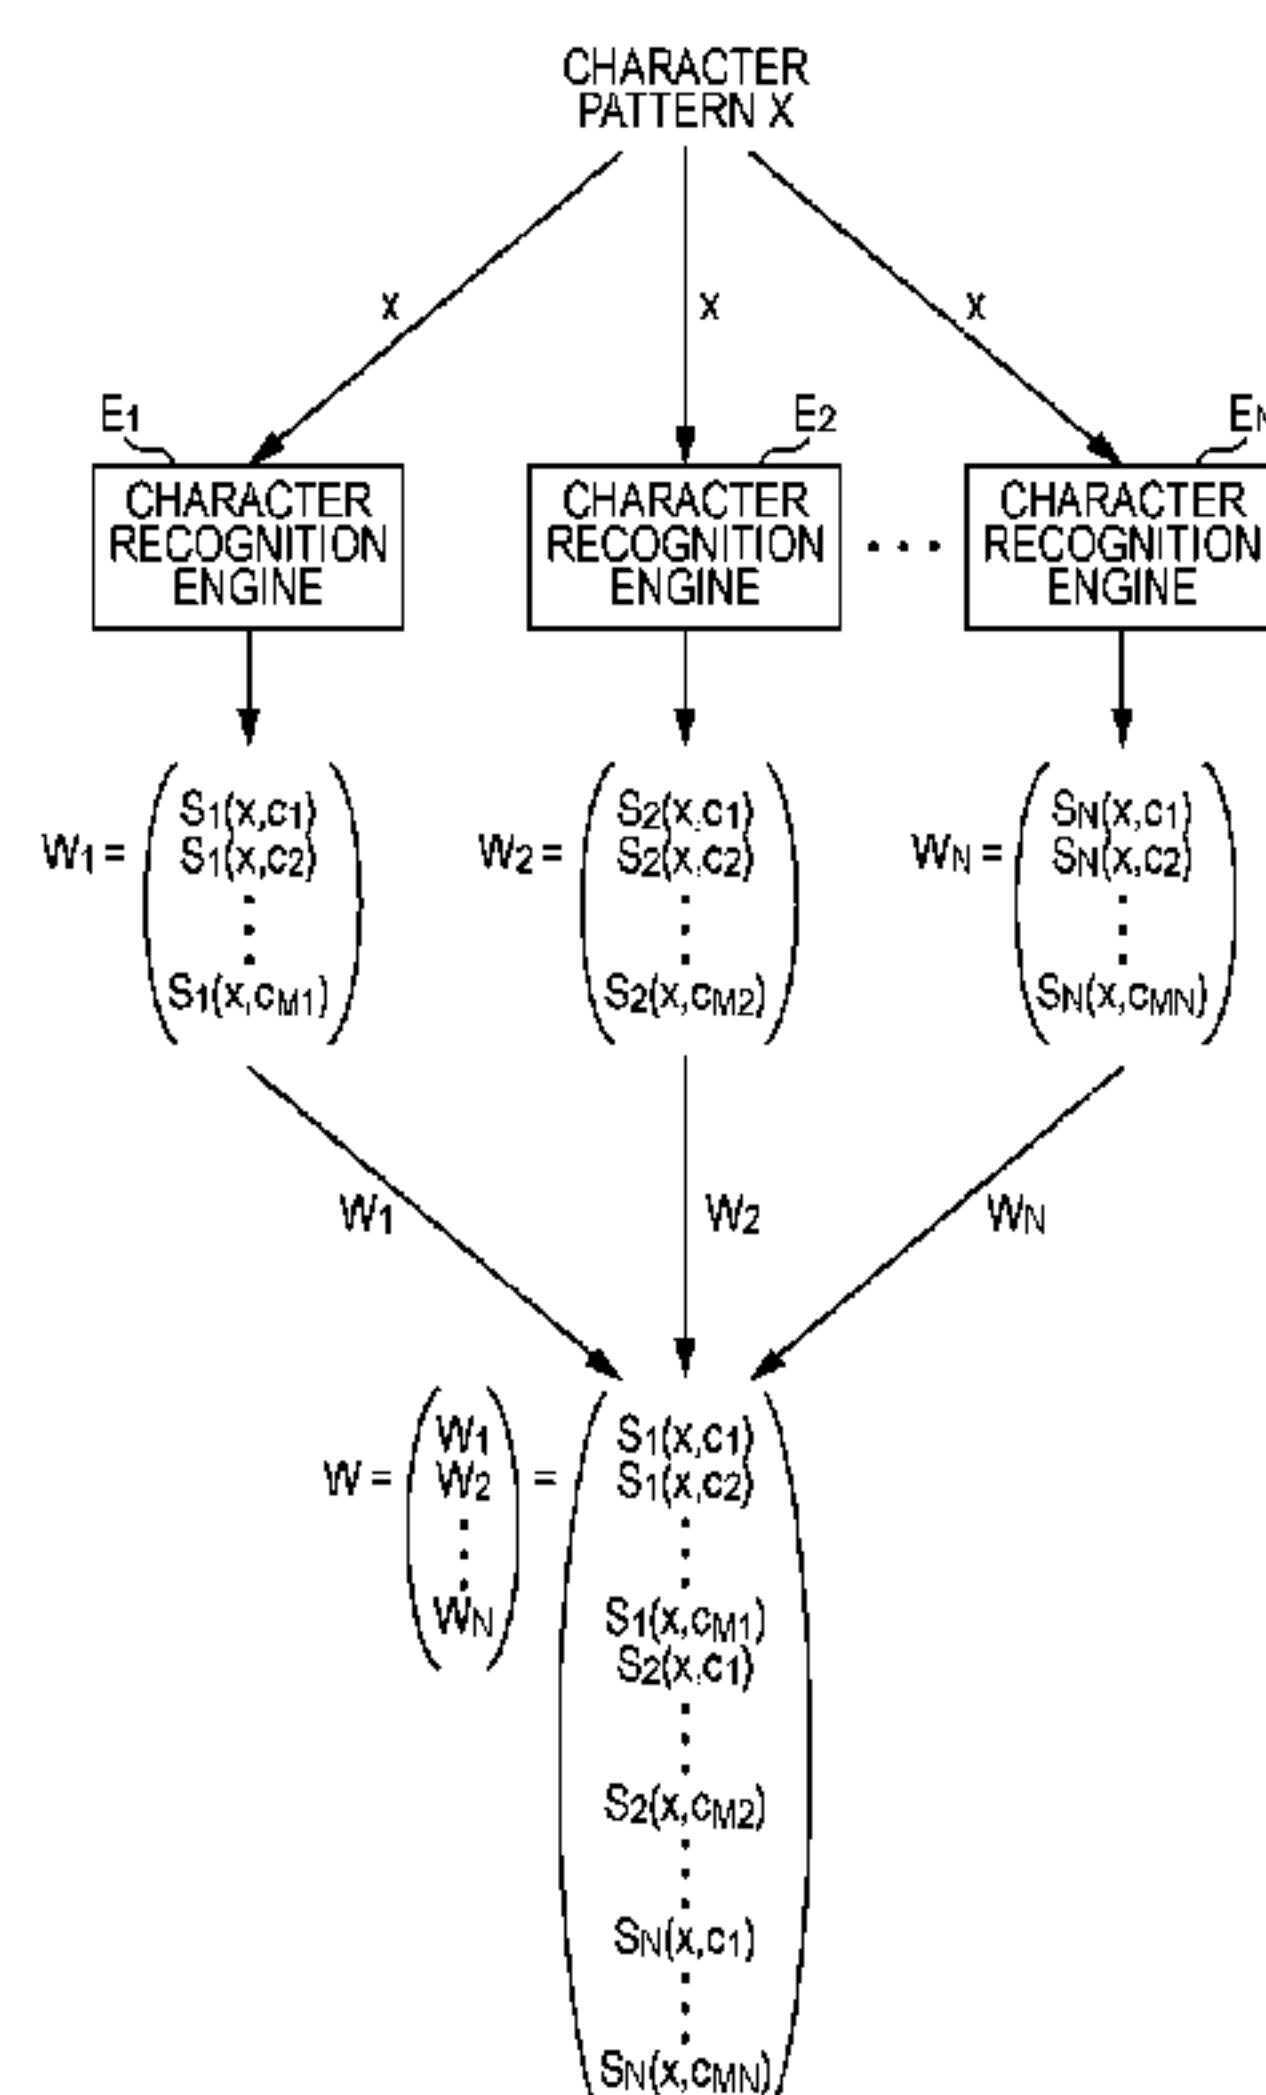 CHARACTER
PATTERN X
x x x
E1 E2 EN
CHARACTER
RECOGNITION
ENGINE
CHARACTER
RECOGNITION
ENGINE
...
CHARACTER
RECOGNITION
ENGINE
W1 =
S1(x,c1)
S1(x,c2)
S1(x,cM1)
W2 =
S2(x,c1)
S2(x,c2)
S2(x,cM2)
WN =
SN(x,c1)
SN(x,c2)
SN(x,cMN)
W1 W2 WN
W =
W1
W2
WN
=
S1(x,c1)
S1(x,c2)
S1(x,cM1)
S2(x,c1)
S2(x,cM2)
SN(x,c1)
SN(x,cMN)